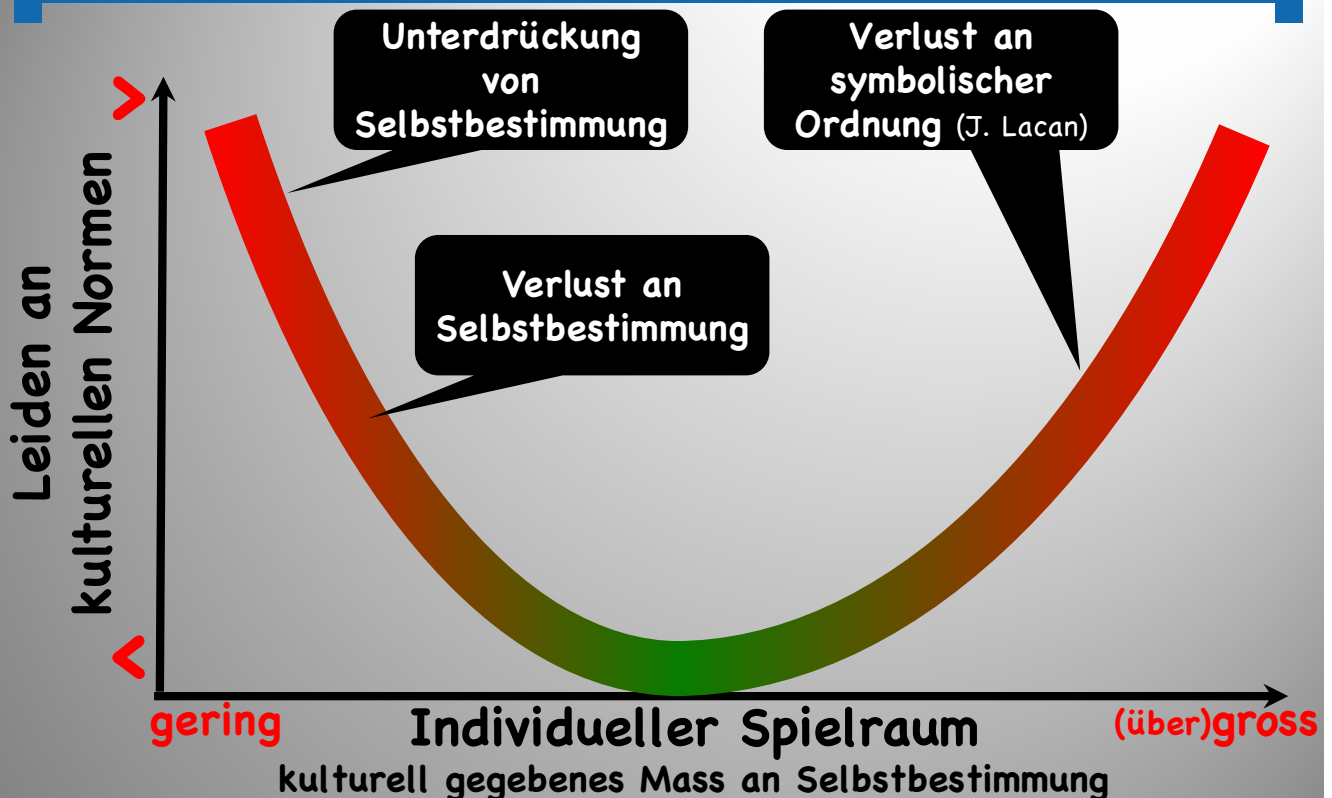 Unterdrückung
von
Selbstbestimmung
Verlust an
symbolischer
Ordnung (J. Lacan)
>
Leiden an
kulturellen Normen
Verlust an
Selbstbestimmung
<
gering
Individueller Spielraum
(über)gross
kulturell gegebenes Mass an Selbstbestimmung